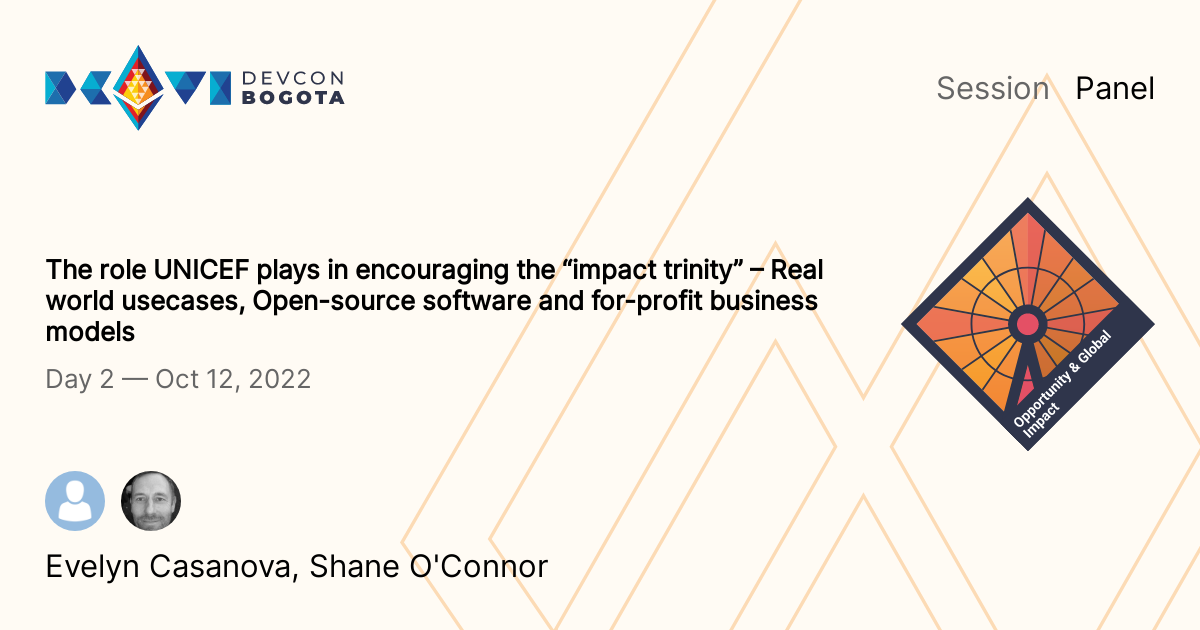 DEVCON
BOGOTA
Session Panel
The role UNICEF plays in encouraging the “impact trinity” – Real
world usecases, Open-source software and for-profit business
models
Day 2 — Oct 12, 2022
Opportunity & Global
Impact
Evelyn Casanova, Shane O'Connor